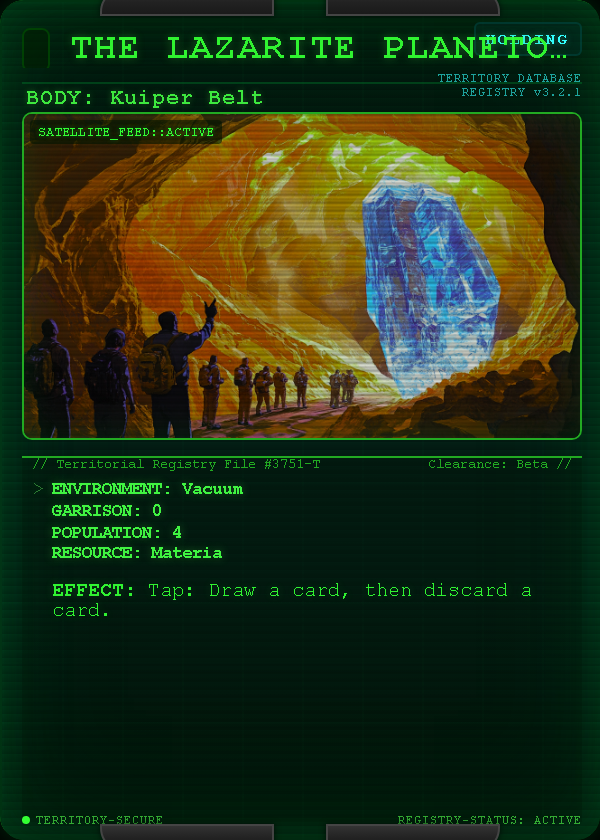 THE LAZARITE PLANETO…
HOLDING
TERRITORY DATABASE
REGISTRY v3.2.1
BODY: Kuiper Belt
SATELLITE_FEED::ACTIVE
// Territorial Registry File #3751-T
Clearance: Beta //
> ENVIRONMENT: Vacuum
GARRISON: 0
POPULATION: 4
RESOURCE: Materia
EFFECT: Tap: Draw a card, then discard a
card.
TERRITORY-SECURE
REGISTRY-STATUS: ACTIVE